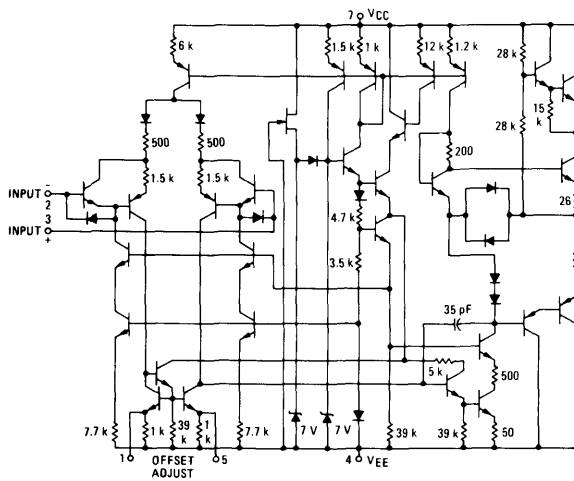 7 VCC
6 k
1.5 k
1 k
12 k
1.2 k
28 k
15
k
28 k
500
500
200
1.5 k
1.5 k
INPUT −
2
3
INPUT +
26
4.7 k
3.5 k
35 pF
5 k
500
7.7 k
1 k
39
k
1
k
7.7 k
7 V
7 V
39 k
39 k
50
1
OFFSET
ADJUST
5
4
VEE